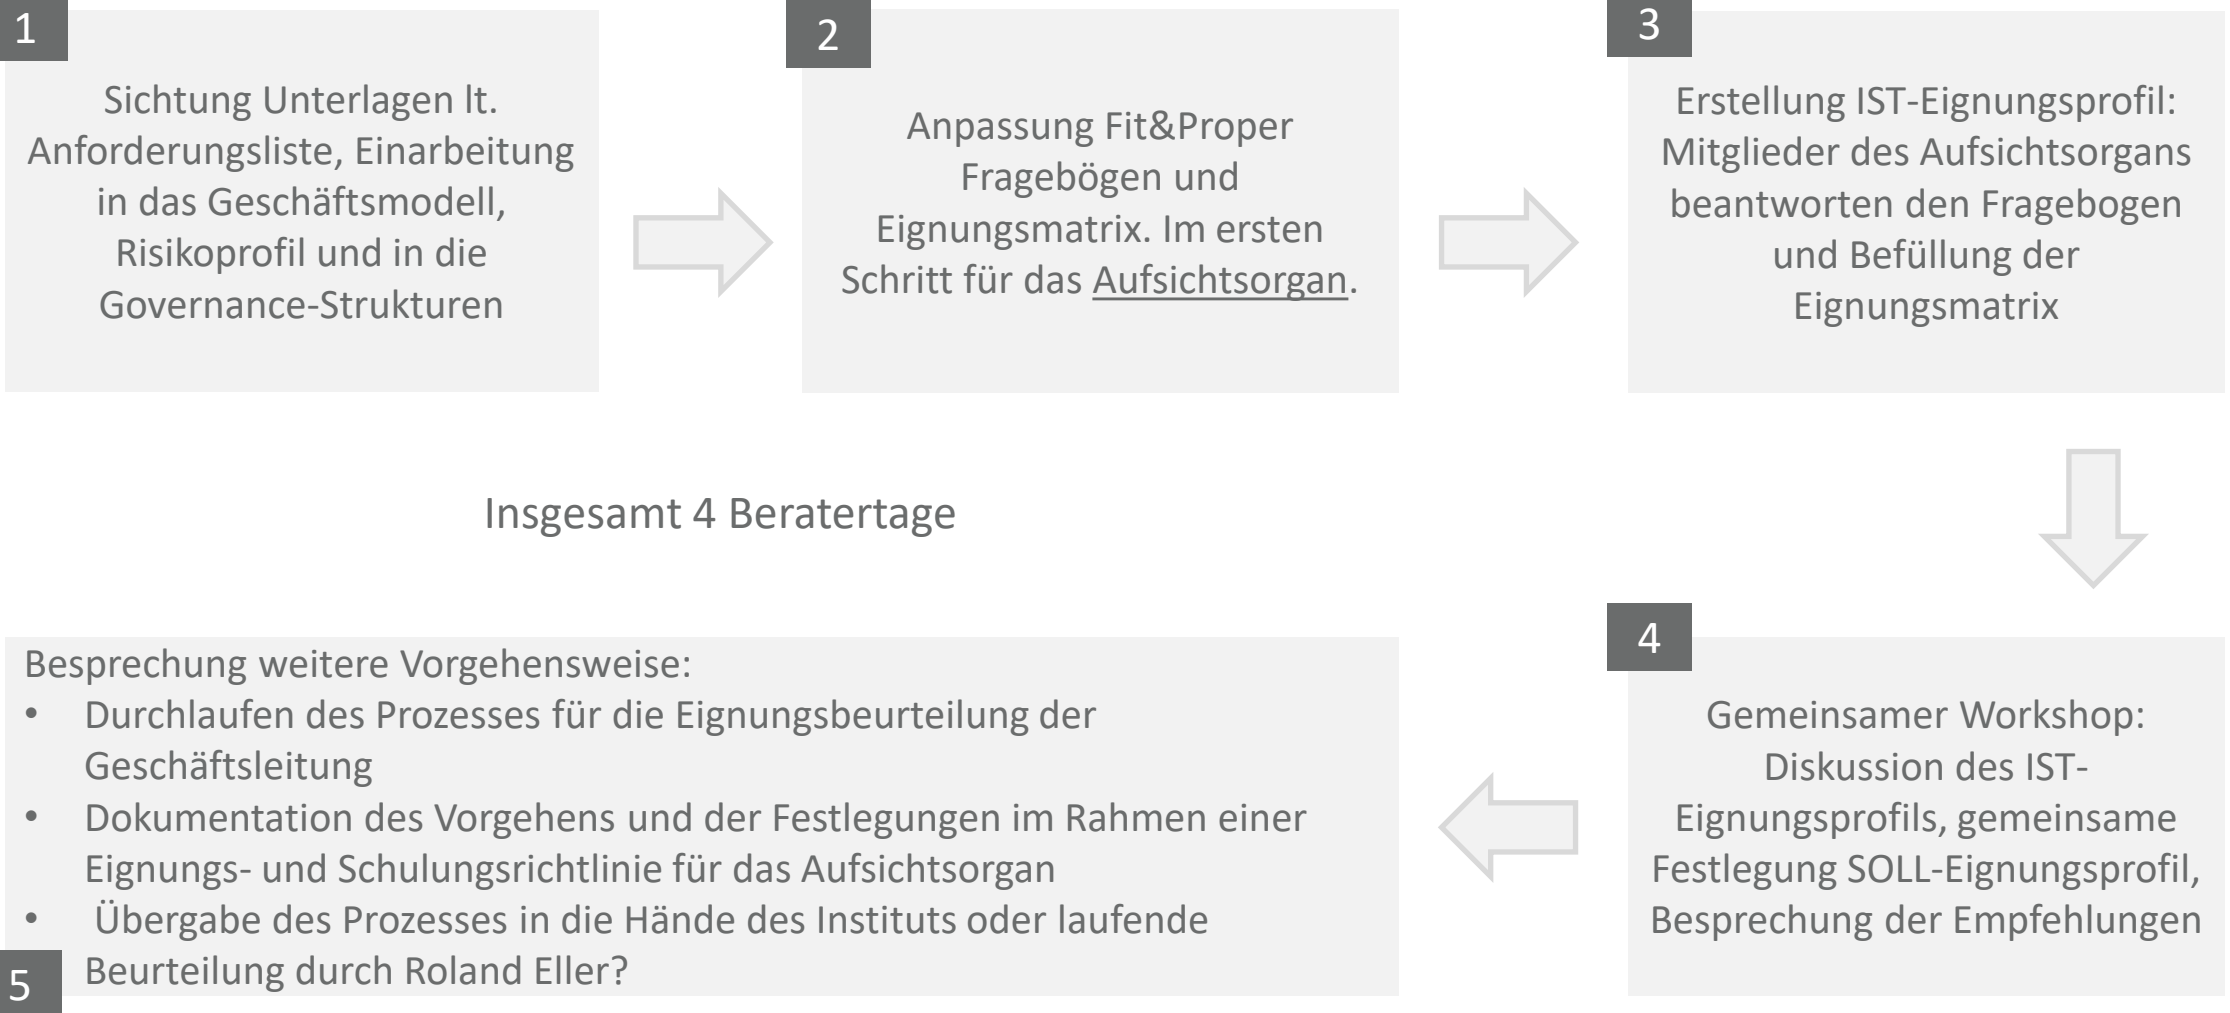 1
Sichtung Unterlagen lt.
Anforderungsliste, Einarbeitung
in das Geschäftsmodell,
Risikoprofil und in die
Governance-Strukturen
2
Anpassung Fit&Proper
Fragebögen und
Eignungsmatrix. Im ersten
Schritt für das Aufsichtsorgan.
3
Erstellung IST-Eignungsprofil:
Mitglieder des Aufsichtsorgans
beantworten den Fragebogen
und Befüllung der
Eignungsmatrix
Insgesamt 4 Beratertage
4
Gemeinsamer Workshop:
Diskussion des IST-
Eignungsprofils, gemeinsame
Festlegung SOLL-Eignungsprofil,
Besprechung der Empfehlungen
Besprechung weitere Vorgehensweise:
• Durchlaufen des Prozesses für die Eignungsbeurteilung der
Geschäftsleitung
• Dokumentation des Vorgehens und der Festlegungen im Rahmen einer
Eignungs- und Schulungsrichtlinie für das Aufsichtsorgan
• Übergabe des Prozesses in die Hände des Instituts oder laufende
Beurteilung durch Roland Eller?
5